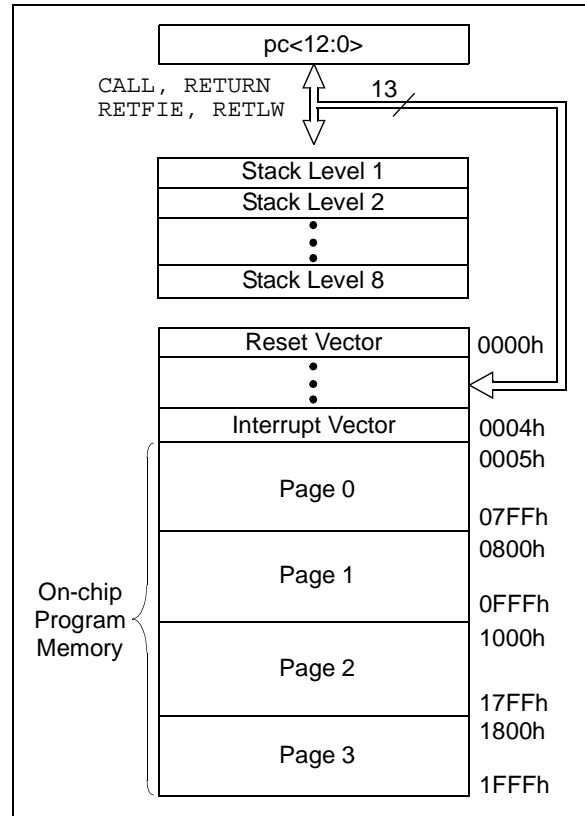 pc<12:0>
CALL, RETURN
RETFIE, RETLW
13
Stack Level 1
Stack Level 2
Stack Level 8
Reset Vector
0000h
Interrupt Vector
0004h
0005h
Page 0
07FFh
0800h
Page 1
0FFFh
On-chip
Program
Memory
1000h
Page 2
17FFh
1800h
Page 3
1FFFh